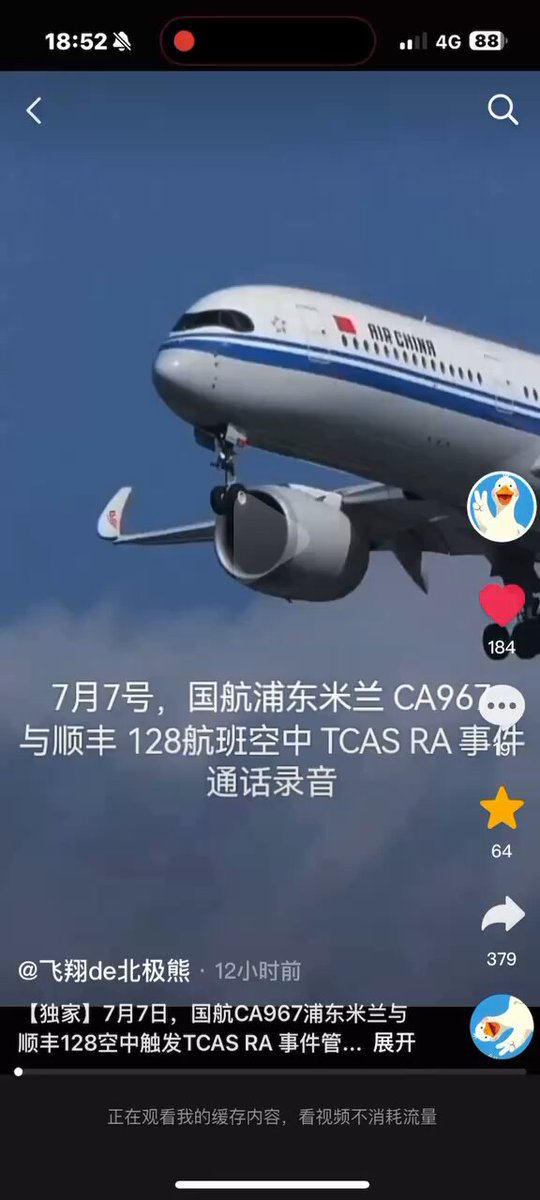 18:52
4G
88
AIR CHINA
184
7月7号，国航浦东米兰 CA967
与顺丰 128航班空中 TCAS RA 事件
通话录音
64
379
@飞翔de北极熊 · 12小时前
【独家】7月7日，国航CA967浦东米兰与
顺丰128空中触发TCAS RA 事件管... 展开
正在观看我的缓存内容，看视频不消耗流量